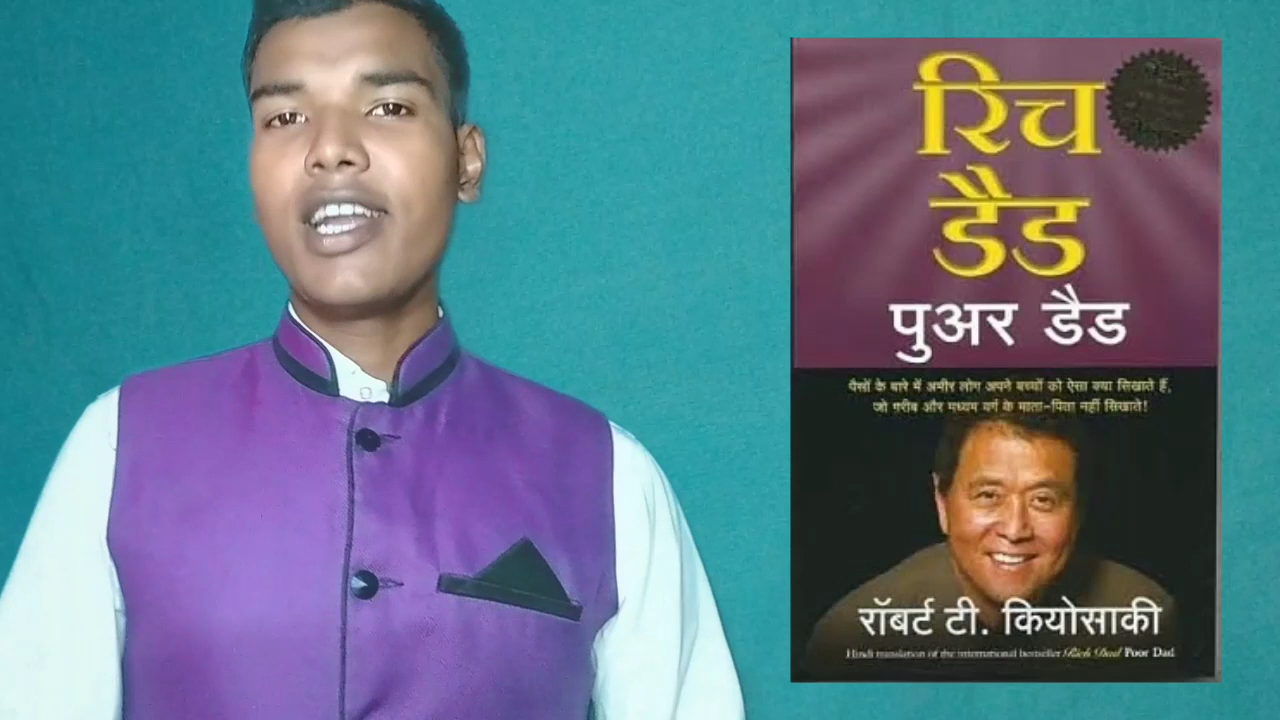 रिच
डैड
पुअर डैड
पैसों के बारे में अमीर लोग अपने बच्चों को ऐसा क्या सिखाते हैं,
जो ग़रीब और मध्यम वर्ग के माता-पिता नहीं सिखाते!
रॉबर्ट टी. कियोसाकी
Hindi translation of the international bestseller Rich Dad Poor Dad